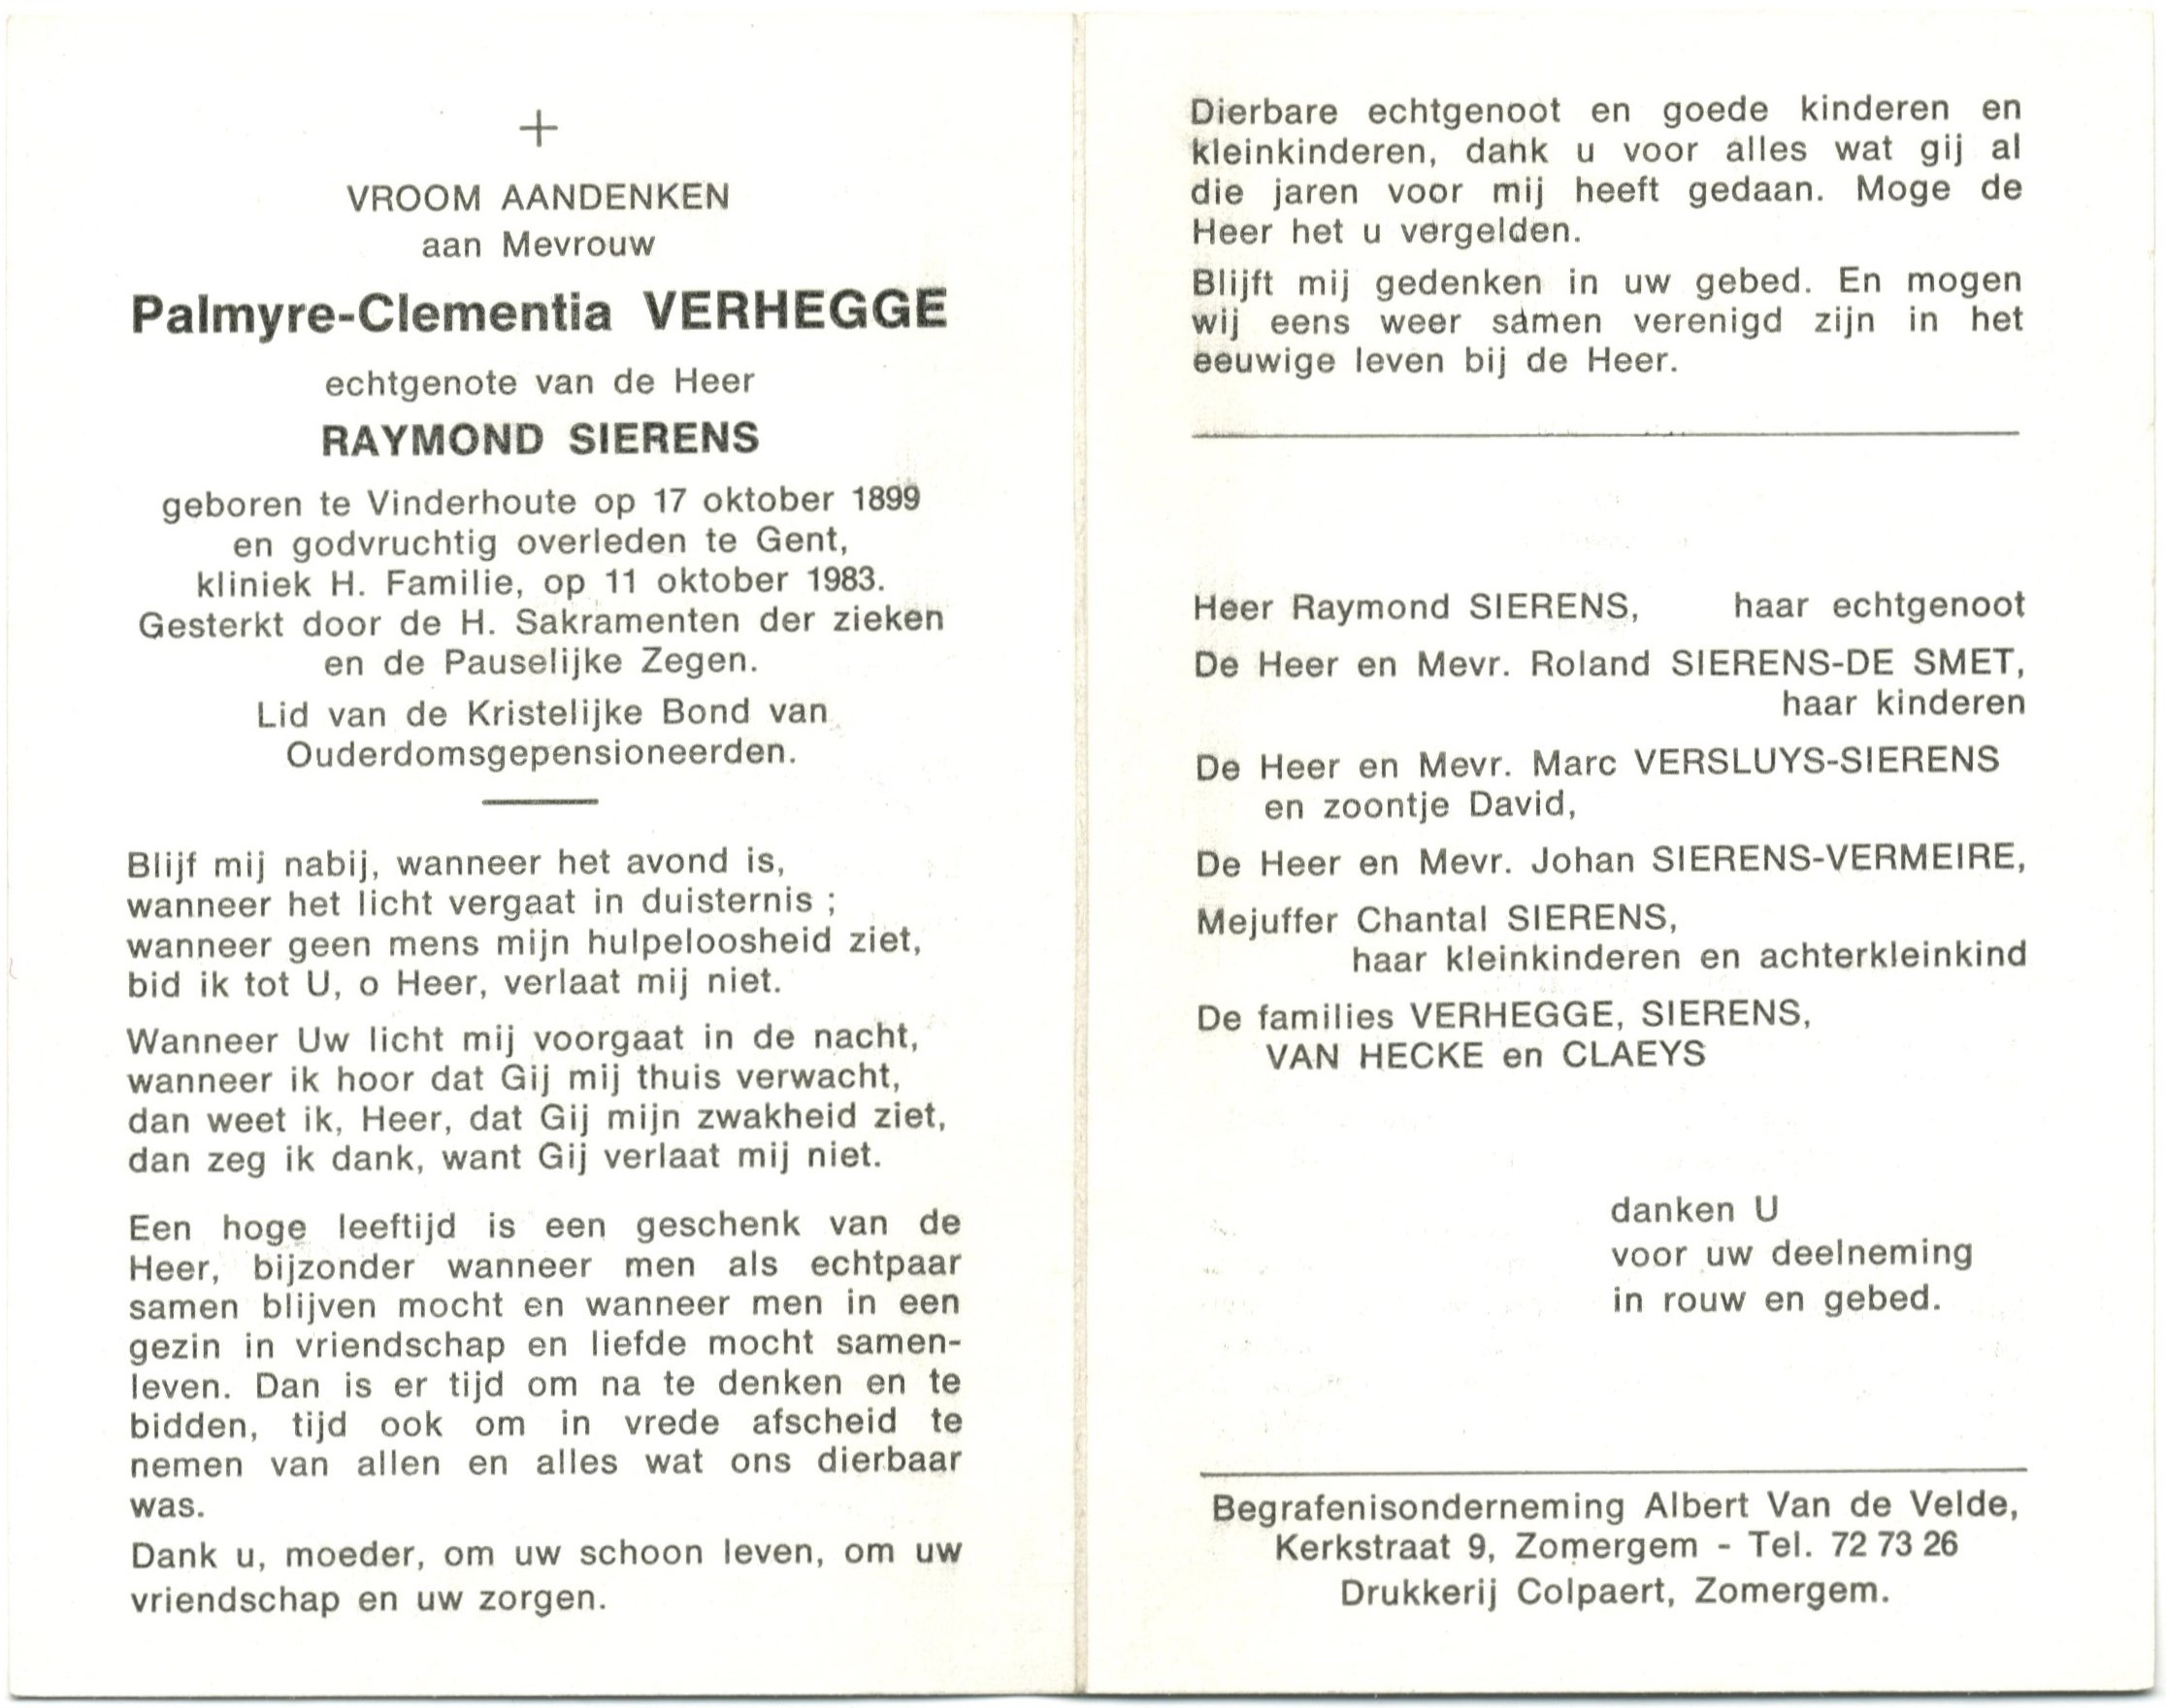 VROOM AANDENKEN
aan Mevrouw
Palmyre-Clementia VERHEGGE
echtgenote van de Heer
RAYMOND SIERENS
geboren te Vinderhoute op 17 oktober 1899
en godvruchtig overleden te Gent,
kliniek H. Familie, op 11 oktober 1983.
Gesterkt door de H. Sakramenten der zieken
en de Pauselijke Zegen.
Lid van de Kristelijke Bond van
Ouderdomsgepensioneerden.
Blijf mij nabij, wanneer het avond is,
wanneer het licht vergaat in duisternis ;
wanneer geen mens mijn hulpeloosheid ziet,
bid ik tot U, o Heer, verlaat mij niet.
Wanneer Uw licht mij voorgaat in de nacht,
wanneer ik hoor dat Gij mij thuis verwacht,
dan weet ik, Heer, dat Gij mijn zwakheid ziet,
dan zeg ik dank, want Gij verlaat mij niet.
Een hoge leeftijd is een geschenk van de
Heer, bijzonder wanneer men als echtpaar
samen blijven mocht en wanneer men in een
gezin in vriendschap en liefde mocht samen-
leven. Dan is er tijd om na te denken en te
bidden, tijd ook om in vrede afscheid te
nemen van allen en alles wat ons dierbaar
was.
Dank u, moeder, om uw schoon leven, om uw
vriendschap en uw zorgen.
Dierbare echtgenoot en goede kinderen en
kleinkinderen, dank u voor alles wat gij al
die jaren voor mij heeft gedaan. Moge de
Heer het u vergelden.
Blijft mij gedenken in uw gebed. En mogen
wij eens weer samen verenigd zijn in het
eeuwige leven bij de Heer.
Heer Raymond SIERENS, haar echtgenoot
De Heer en Mevr. Roland SIERENS-DE SMET,
haar kinderen
De Heer en Mevr. Marc VERSLUYS-SIERENS
en zoontje David,
De Heer en Mevr. Johan SIERENS-VERMEIRE,
Mejuffer Chantal SIERENS,
haar kleinkinderen en achterkleinkind
De families VERHEGGE, SIERENS,
VAN HECKE en CLAEYS
danken U
voor uw deelneming
in rouw en gebed.
Begrafenisonderneming Albert Van de Velde,
Kerkstraat 9, Zomergem - Tel. 72 73 26
Drukkerij Colpaert, Zomergem.